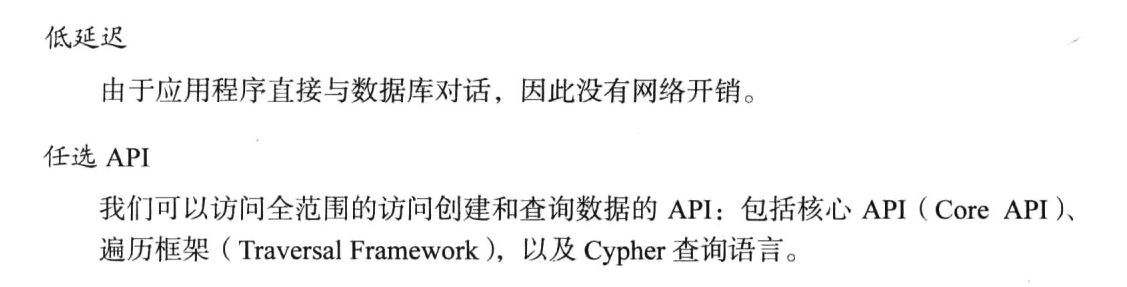 低延迟
由于应用程序直接与数据库对话，因此没有网络开销。
任选 API
我们可以访问全范围的访问创建和查询数据的 API：包括核心 API（Core API）、
遍历框架（Traversal Framework），以及 Cypher 查询语言。